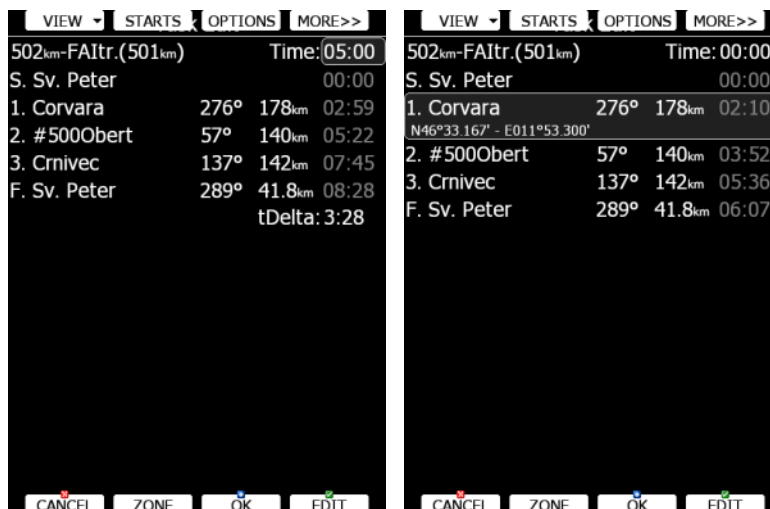 VIEW STARTS OPTIONS MORE>>
502km-FAItr.(501km) Time: 05:00
S. Sv. Peter 00:00
1. Corvara 276° 178km 02:59
2. #500Obert 57° 140km 05:22
3. Crnivec 137° 142km 07:45
F. Sv. Peter 289° 41.8km 08:28
tDelta: 3:28
CANCEL ZONE OK EDIT
VIEW STARTS OPTIONS MORE>>
502km-FAItr.(501km) Time: 00:00
S. Sv. Peter 00:00
1. Corvara 276° 178km 02:10
N46°33.167' - E011°53.300'
2. #500Obert 57° 140km 03:52
3. Crnivec 137° 142km 05:36
F. Sv. Peter 289° 41.8km 06:07
CANCEL ZONE OK EDIT